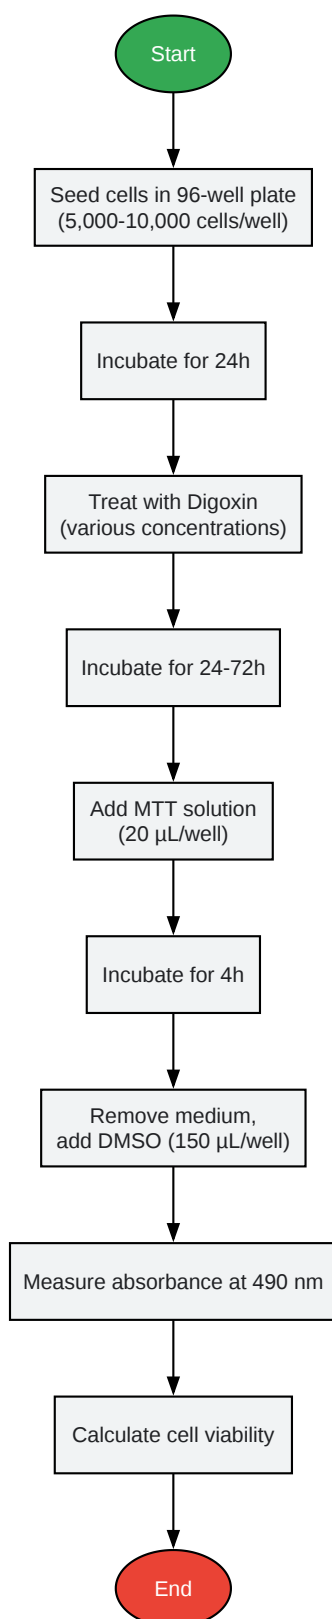 Start
Seed cells in 96-well plate
(5,000-10,000 cells/well)
Incubate for 24h
Treat with Digoxin
(various concentrations)
Incubate for 24-72h
Add MTT solution
(20 µL/well)
Incubate for 4h
Remove medium,
add DMSO (150 µL/well)
Measure absorbance at 490 nm
Calculate cell viability
End